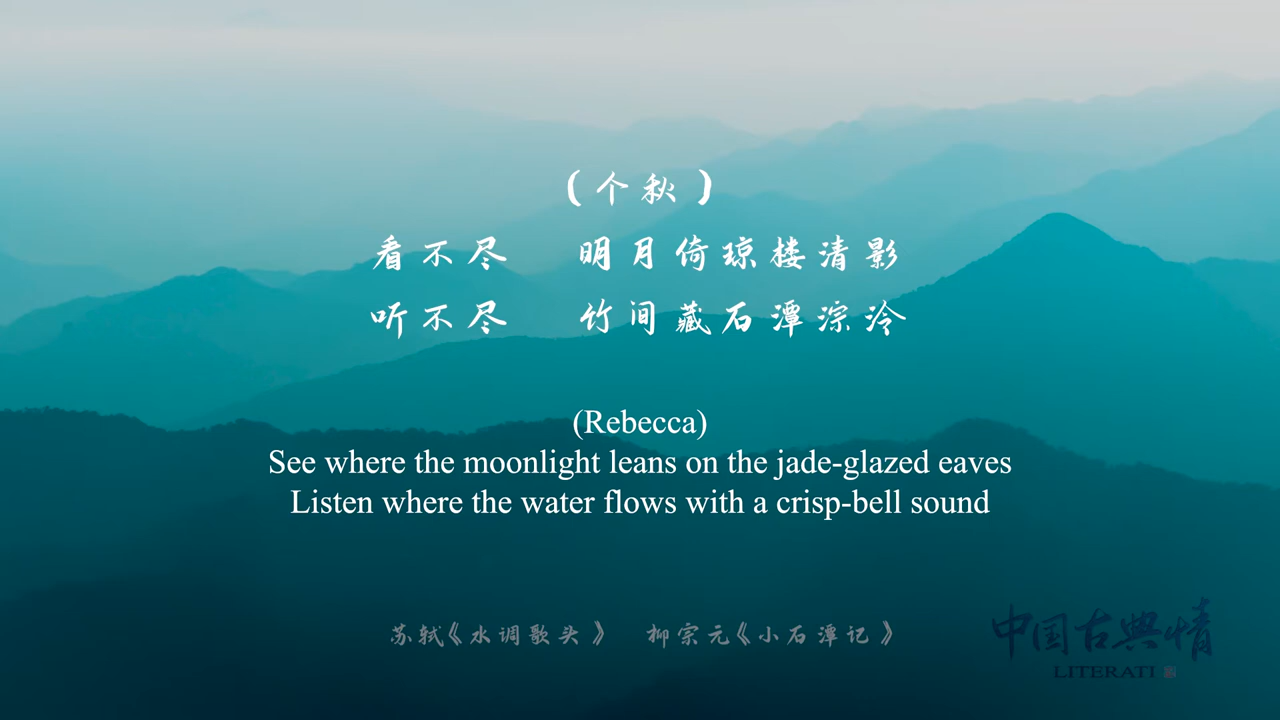 （个秋）
看不尽 明月倚琼楼清影
听不尽 竹间藏石潭淙泠
(Rebecca)
See where the moonlight leans on the jade-glazed eaves
Listen where the water flows with a crisp-bell sound
苏轼《水调歌头》 柳宗元《小石潭记》
中国古典情
LITERATI